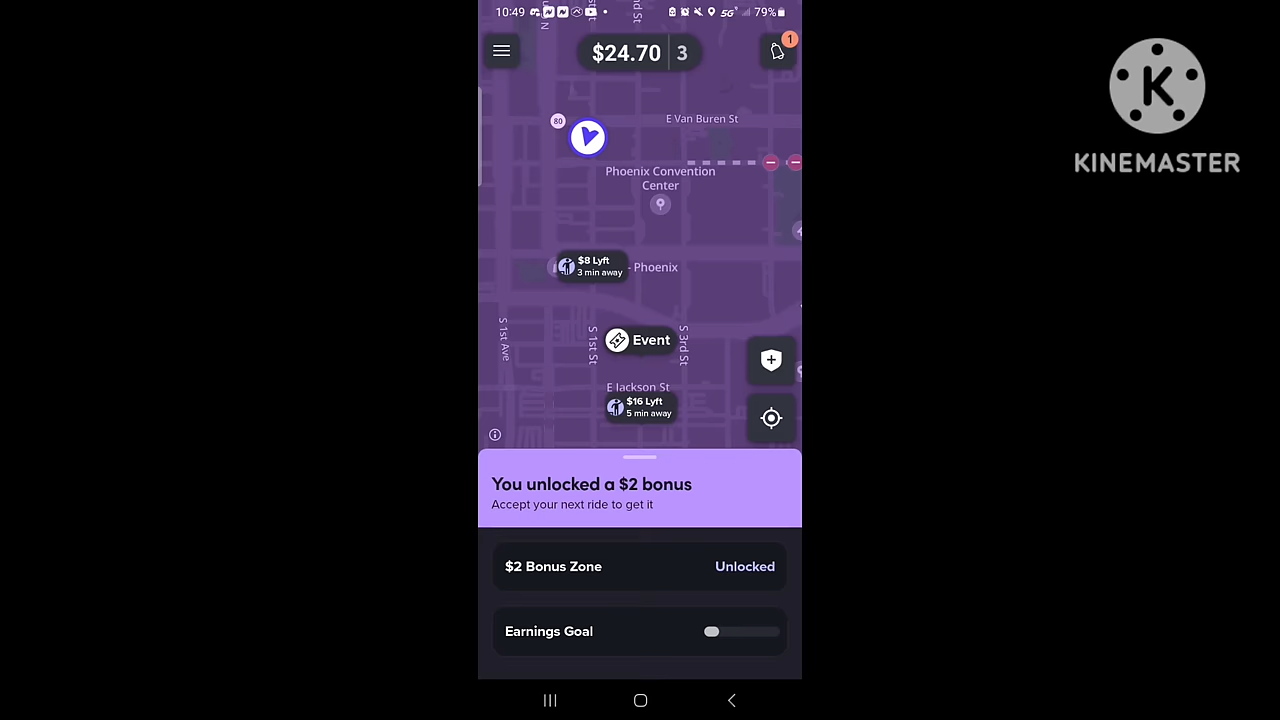 10:49
5G
79%
$24.70 3
1
E Van Buren St
80
Phoenix Convention
Center
$8 Lyft
3 min away
- Phoenix
S 1st Ave
S 1st St
S 3rd St
Event
E Jackson St
$16 Lyft
5 min away
You unlocked a $2 bonus
Accept your next ride to get it
$2 Bonus Zone
Unlocked
Earnings Goal
K
KINEMASTER